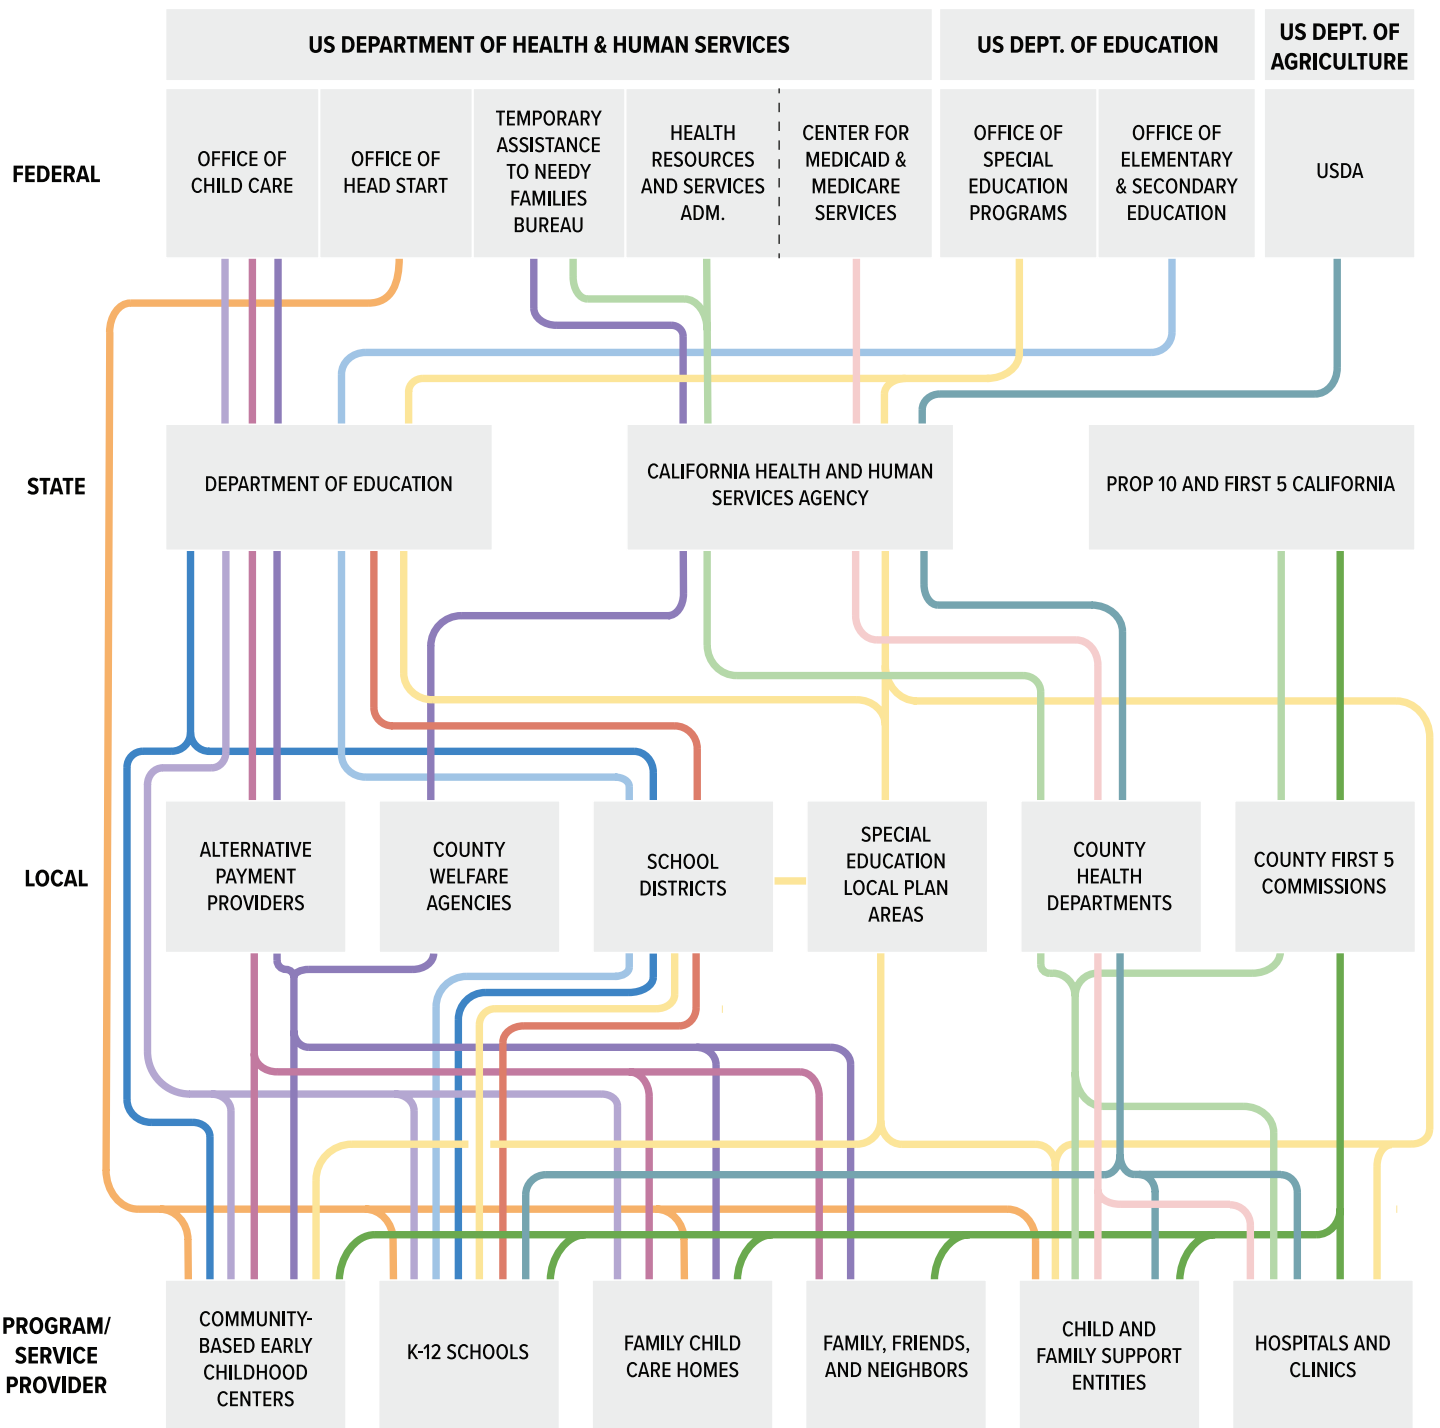 US DEPARTMENT OF HEALTH & HUMAN SERVICES
US DEPT. OF EDUCATION
US DEPT. OF
AGRICULTURE
FEDERAL
OFFICE OF
CHILD CARE
OFFICE OF
HEAD START
TEMPORARY
ASSISTANCE
TO NEEDY
FAMILIES
BUREAU
HEALTH
RESOURCES
AND SERVICES
ADM.
CENTER FOR
MEDICAID &
MEDICARE
SERVICES
OFFICE OF
SPECIAL
EDUCATION
PROGRAMS
OFFICE OF
ELEMENTARY
& SECONDARY
EDUCATION
USDA
STATE
DEPARTMENT OF EDUCATION
CALIFORNIA HEALTH AND HUMAN
SERVICES AGENCY
PROP 10 AND FIRST 5 CALIFORNIA
LOCAL
ALTERNATIVE
PAYMENT
PROVIDERS
COUNTY
WELFARE
AGENCIES
SCHOOL
DISTRICTS
SPECIAL
EDUCATION
LOCAL PLAN
AREAS
COUNTY
HEALTH
DEPARTMENTS
COUNTY FIRST 5
COMMISSIONS
PROGRAM/
SERVICE
PROVIDER
COMMUNITY-
BASED EARLY
CHILDHOOD
CENTERS
K-12 SCHOOLS
FAMILY CHILD
CARE HOMES
FAMILY, FRIENDS,
AND NEIGHBORS
CHILD AND
FAMILY SUPPORT
ENTITIES
HOSPITALS AND
CLINICS